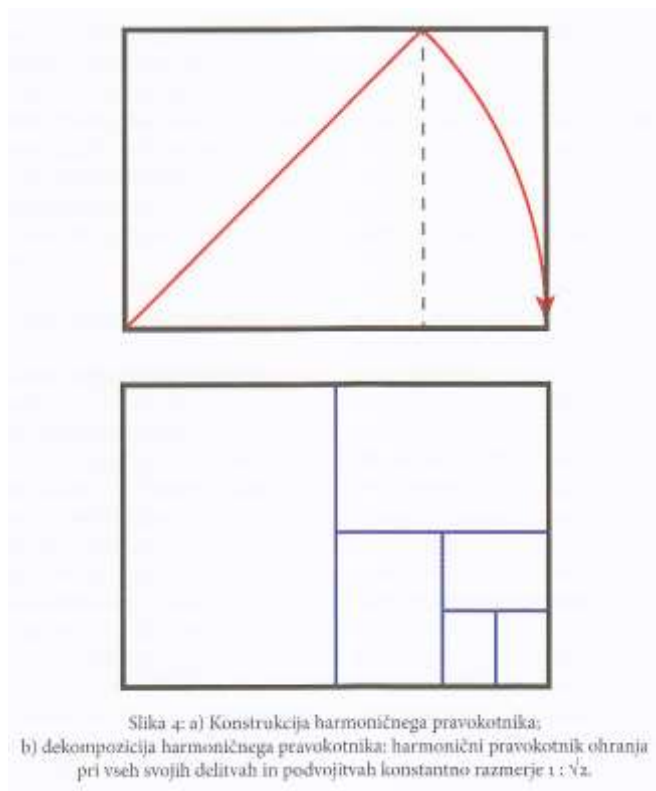 Slika 4: a) Konstrukcija harmoničnega pravokotnika;
b) dekompozicija harmoničnega pravokotnika: harmonični pravokotnik ohranja
pri vseh svojih delitvah in podvojitvah konstantno razmerje 1 : √2.